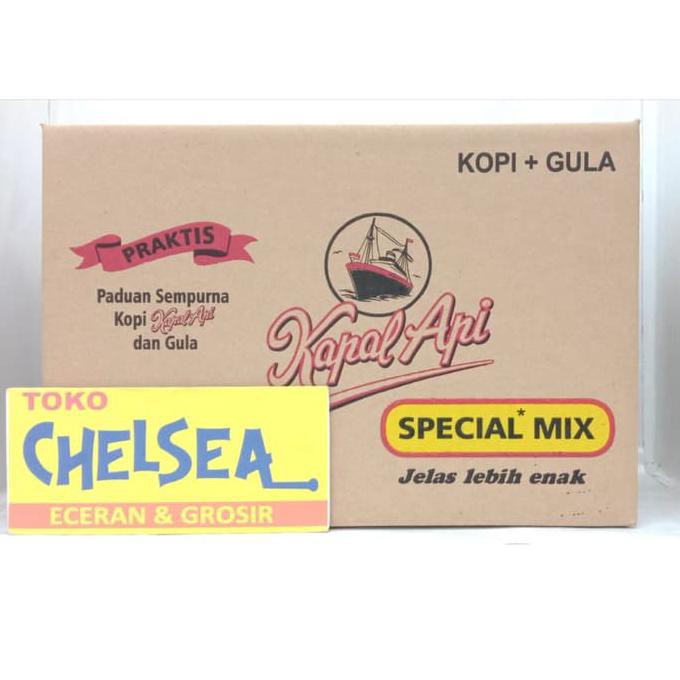 KOPI + GULA
PRAKTIS
Paduan Sempurna
Kopi Kapal Api
dan Gula
Kapal Api
SPECIAL* MIX
Jelas lebih enak
TOKO
CHELSEA
ECERAN & GROSIR